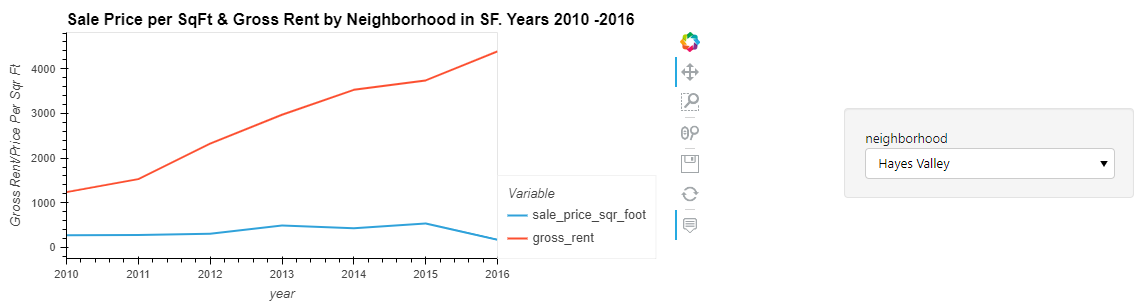 Sale Price per SqFt & Gross Rent by Neighborhood in SF. Years 2010 -2016
Gross Rent/Price Per Sqr Ft
4000
3000
2000
1000
0
2010 2011 2012 2013 2014 2015 2016
year
Variable
sale_price_sqr_foot
gross_rent
neighborhood
Hayes Valley